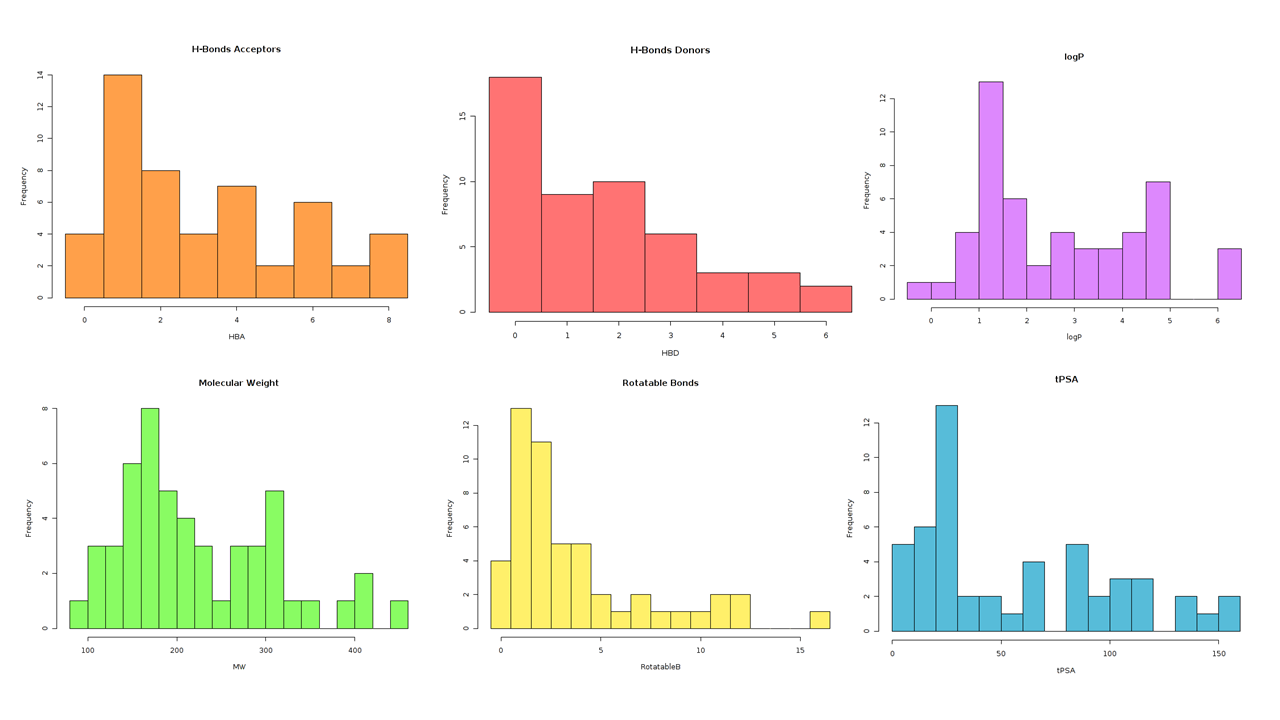 H-Bonds Acceptors
Frequency
0 2 4 6 8 10 12 14
0 2 4 6 8
HBA
H-Bonds Donors
Frequency
0 5 10 15
0 1 2 3 4 5 6
HBD
logP
Frequency
0 2 4 6 8 10 12
0 1 2 3 4 5 6
logP
Molecular Weight
Frequency
0 2 4 6 8
100 200 300 400
MW
Rotatable Bonds
Frequency
0 2 4 6 8 10 12
0 5 10 15
RotatableB
tPSA
Frequency
0 2 4 6 8 10 12
0 50 100 150
tPSA